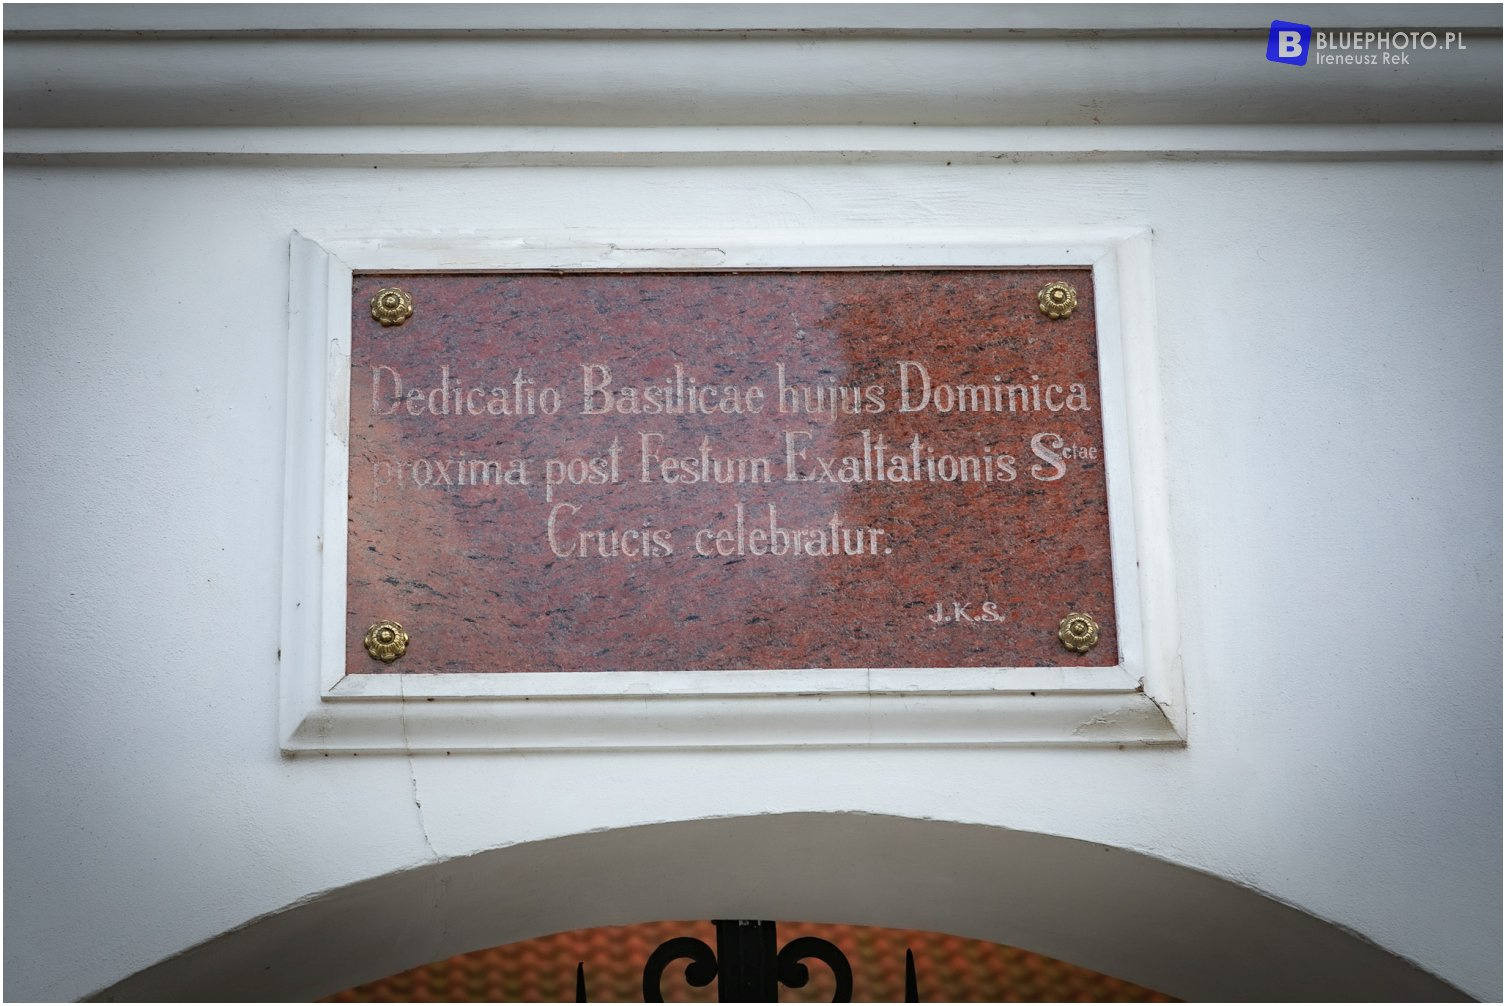 B BLUEPHOTO.PL
Ireneusz Rek
Dedicatio Basilicae hujus Dominica
proxima post Festum Exaltationis Sctae
Crucis celebratur.
J.K.S.